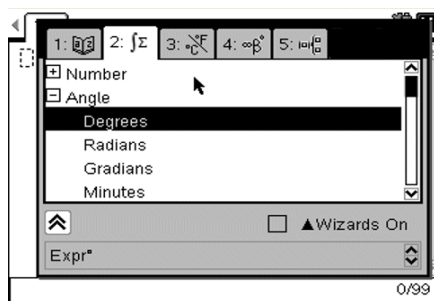 1: 2: ∫Σ 3: °C°F 4: ∞β° 5:
Number
Angle
Degrees
Radians
Gradians
Minutes
▲Wizards On
Expr°
0/99